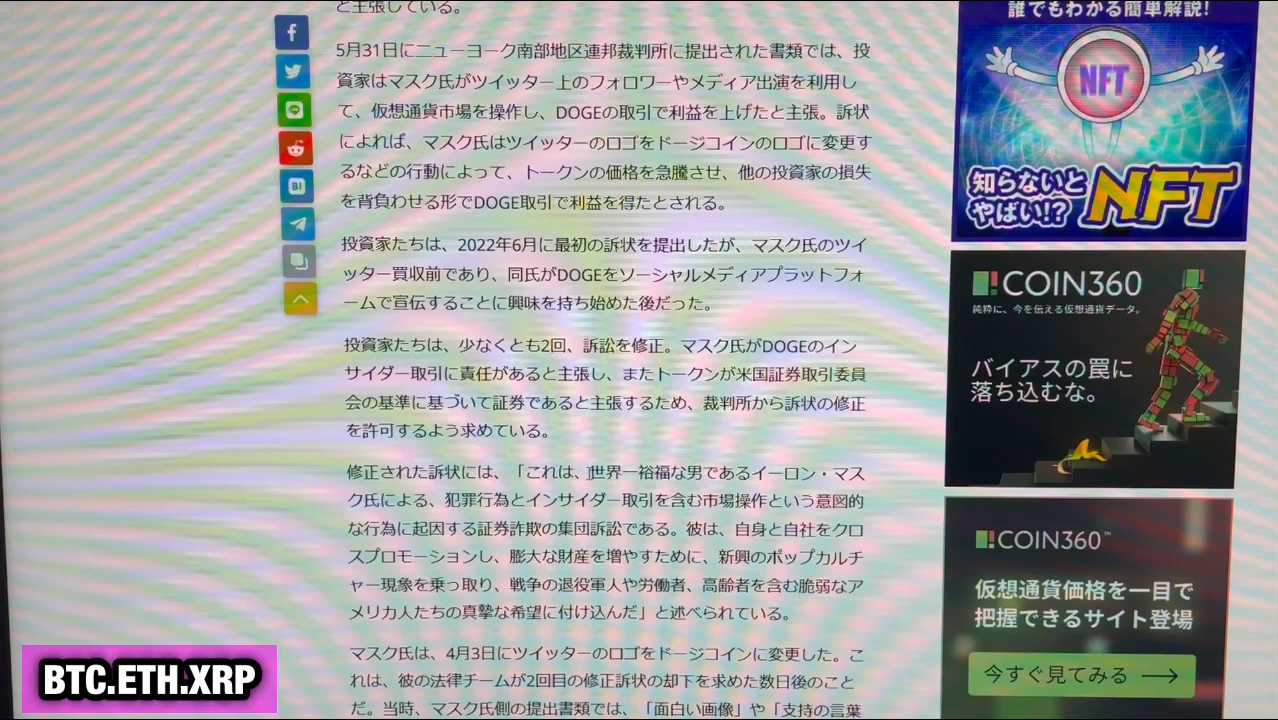 と主張している。
5月31日にニューヨーク南部地区連邦裁判所に提出された書類では、投
資家はマスク氏がツイッター上のフォロワーやメディア出演を利用し
て、仮想通貨市場を操作し、DOGEの取引で利益を上げたと主張。訴状
によれば、マスク氏はツイッターのロゴをドージコインのロゴに変更す
るなどの行動によって、トークンの価格を急騰させ、他の投資家の損失
を背負わせる形でDOGE取引で利益を得たとされる。
投資家たちは、2022年6月に最初の訴状を提出したが、マスク氏のツイ
ッター買収前であり、同氏がDOGEをソーシャルメディアプラットフォ
ームで宣伝することに興味を持ち始めた後だった。
投資家たちは、少なくとも2回、訴訟を修正。マスク氏がDOGEのイン
サイダー取引に責任があると主張し、またトークンが米国証券取引委員
会の基準に基づいて証券であると主張するため、裁判所から訴状の修正
を許可するよう求めている。
修正された訴状には、「これは、世界一裕福な男であるイーロン・マス
ク氏による、犯罪行為とインサイダー取引を含む市場操作という意図的
な行為に起因する証券詐欺の集団訴訟である。彼は、自身と自社をクロ
スプロモーションし、膨大な財産を増やすために、新興のポップカルチ
ャー現象を乗っ取り、戦争の退役軍人や労働者、高齢者を含む脆弱なア
メリカ人たちの真摯な希望に付け込んだ」と述べられている。
マスク氏は、4月3日にツイッターのロゴをドージコインに変更した。こ
れは、彼の法律チームが2回目の修正訴状の却下を求めた数日後のこと
だ。当時、マスク氏側の提出書類では、「面白い画像」や「支持の言葉
誰でもわかる簡単解説!
NFT
知らないと
やばい!?
NFT
COIN360
純粋に、今を伝える仮想通貨データ。
バイアスの罠に
落ち込むな。
COIN360™
仮想通貨価格を一目で
把握できるサイト登場
今すぐ見てみる →
BTC.ETH.XRP